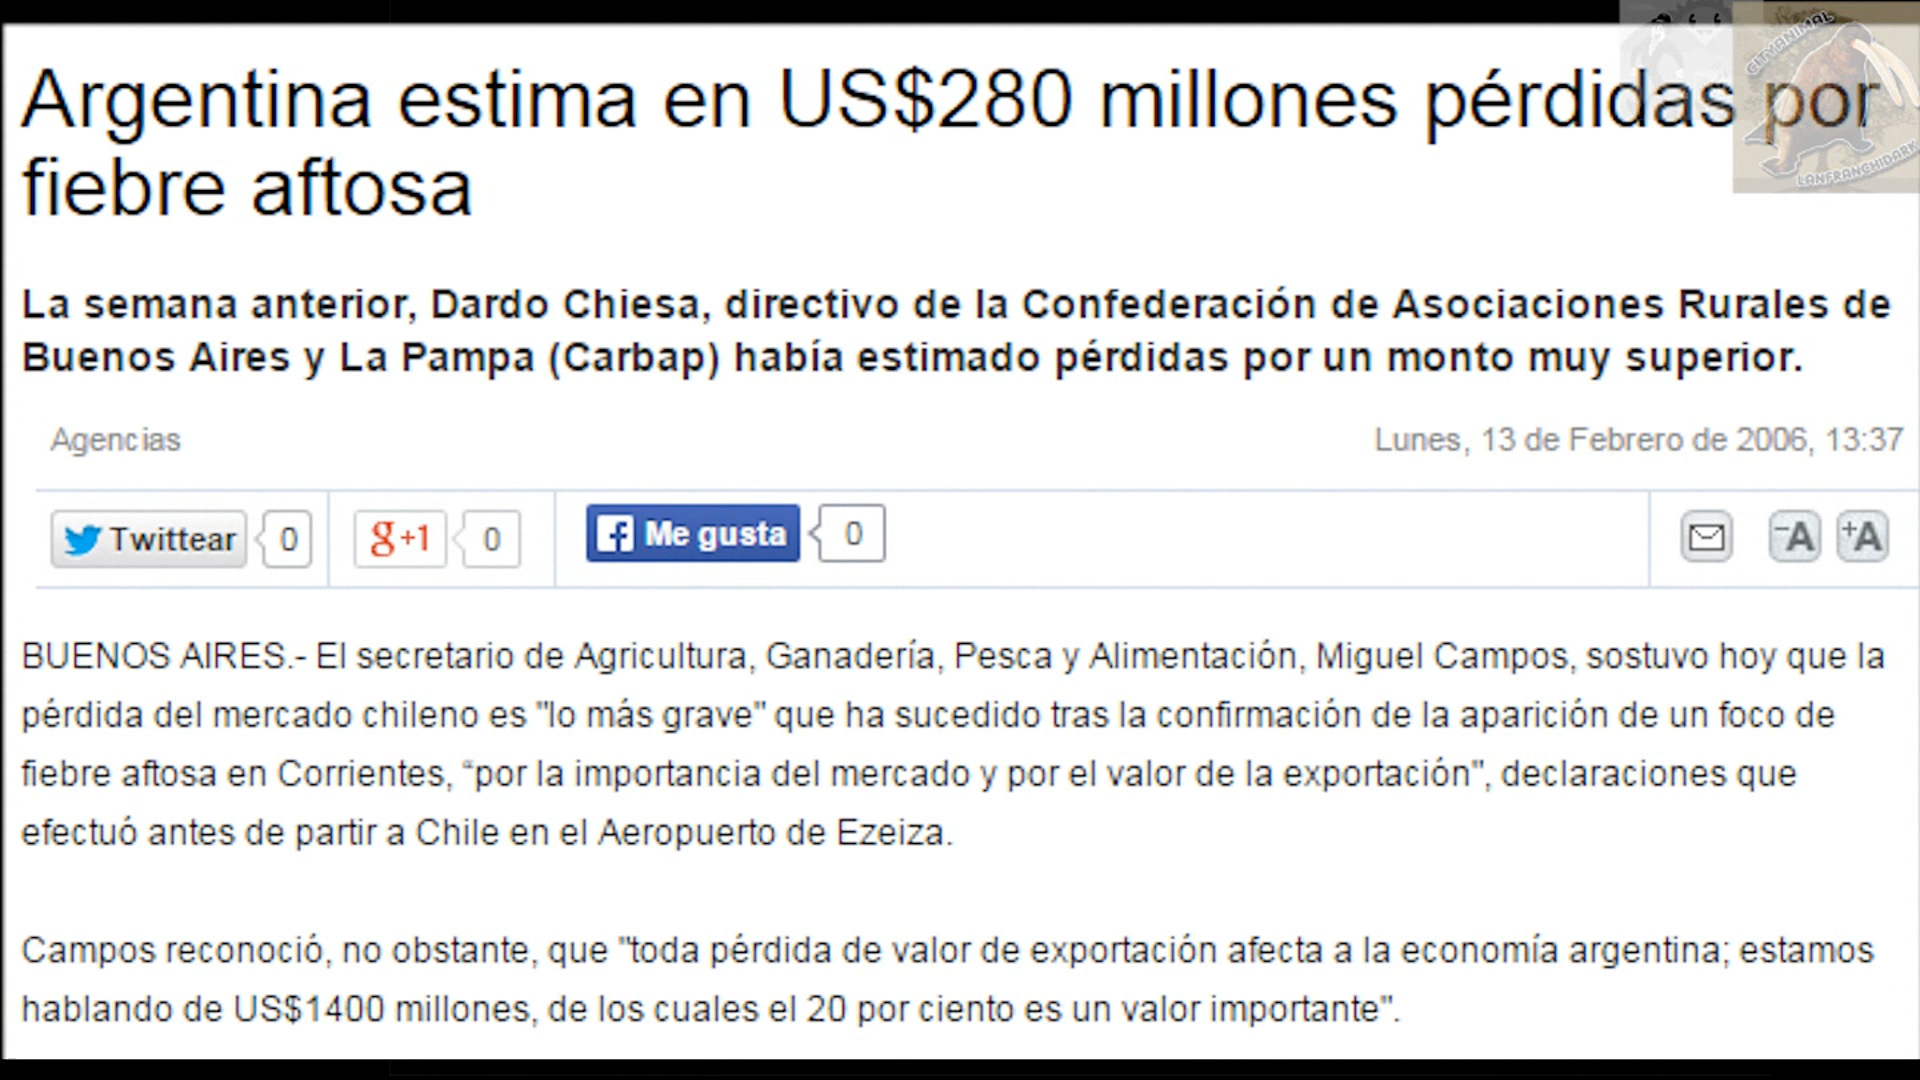 CITYANIMAL
LANFRANCHIDARK
Argentina estima en US$280 millones pérdidas por
fiebre aftosa
La semana anterior, Dardo Chiesa, directivo de la Confederación de Asociaciones Rurales de
Buenos Aires y La Pampa (Carbap) había estimado pérdidas por un monto muy superior.
Agencias
Lunes, 13 de Febrero de 2006, 13:37
Twittear 0 g+1 0 f Me gusta 0 -A +A
BUENOS AIRES.- El secretario de Agricultura, Ganadería, Pesca y Alimentación, Miguel Campos, sostuvo hoy que la
pérdida del mercado chileno es "lo más grave" que ha sucedido tras la confirmación de la aparición de un foco de
fiebre aftosa en Corrientes, “por la importancia del mercado y por el valor de la exportación", declaraciones que
efectuó antes de partir a Chile en el Aeropuerto de Ezeiza.
Campos reconoció, no obstante, que "toda pérdida de valor de exportación afecta a la economía argentina; estamos
hablando de US$1400 millones, de los cuales el 20 por ciento es un valor importante".